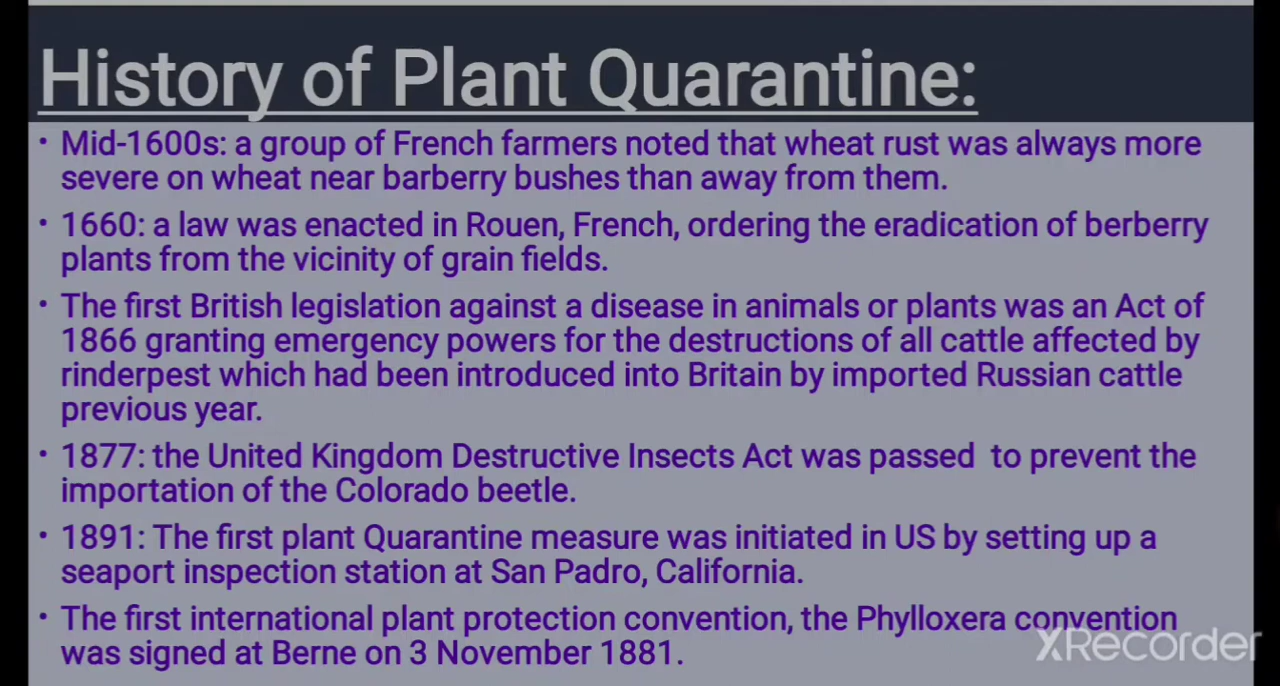 History of Plant Quarantine:
• Mid-1600s: a group of French farmers noted that wheat rust was always more
severe on wheat near barberry bushes than away from them.
• 1660: a law was enacted in Rouen, French, ordering the eradication of berberry
plants from the vicinity of grain fields.
• The first British legislation against a disease in animals or plants was an Act of
1866 granting emergency powers for the destructions of all cattle affected by
rinderpest which had been introduced into Britain by imported Russian cattle
previous year.
• 1877: the United Kingdom Destructive Insects Act was passed  to prevent the
importation of the Colorado beetle.
• 1891: The first plant Quarantine measure was initiated in US by setting up a
seaport inspection station at San Padro, California.
• The first international plant protection convention, the Phylloxera convention
was signed at Berne on 3 November 1881.
XRecorder